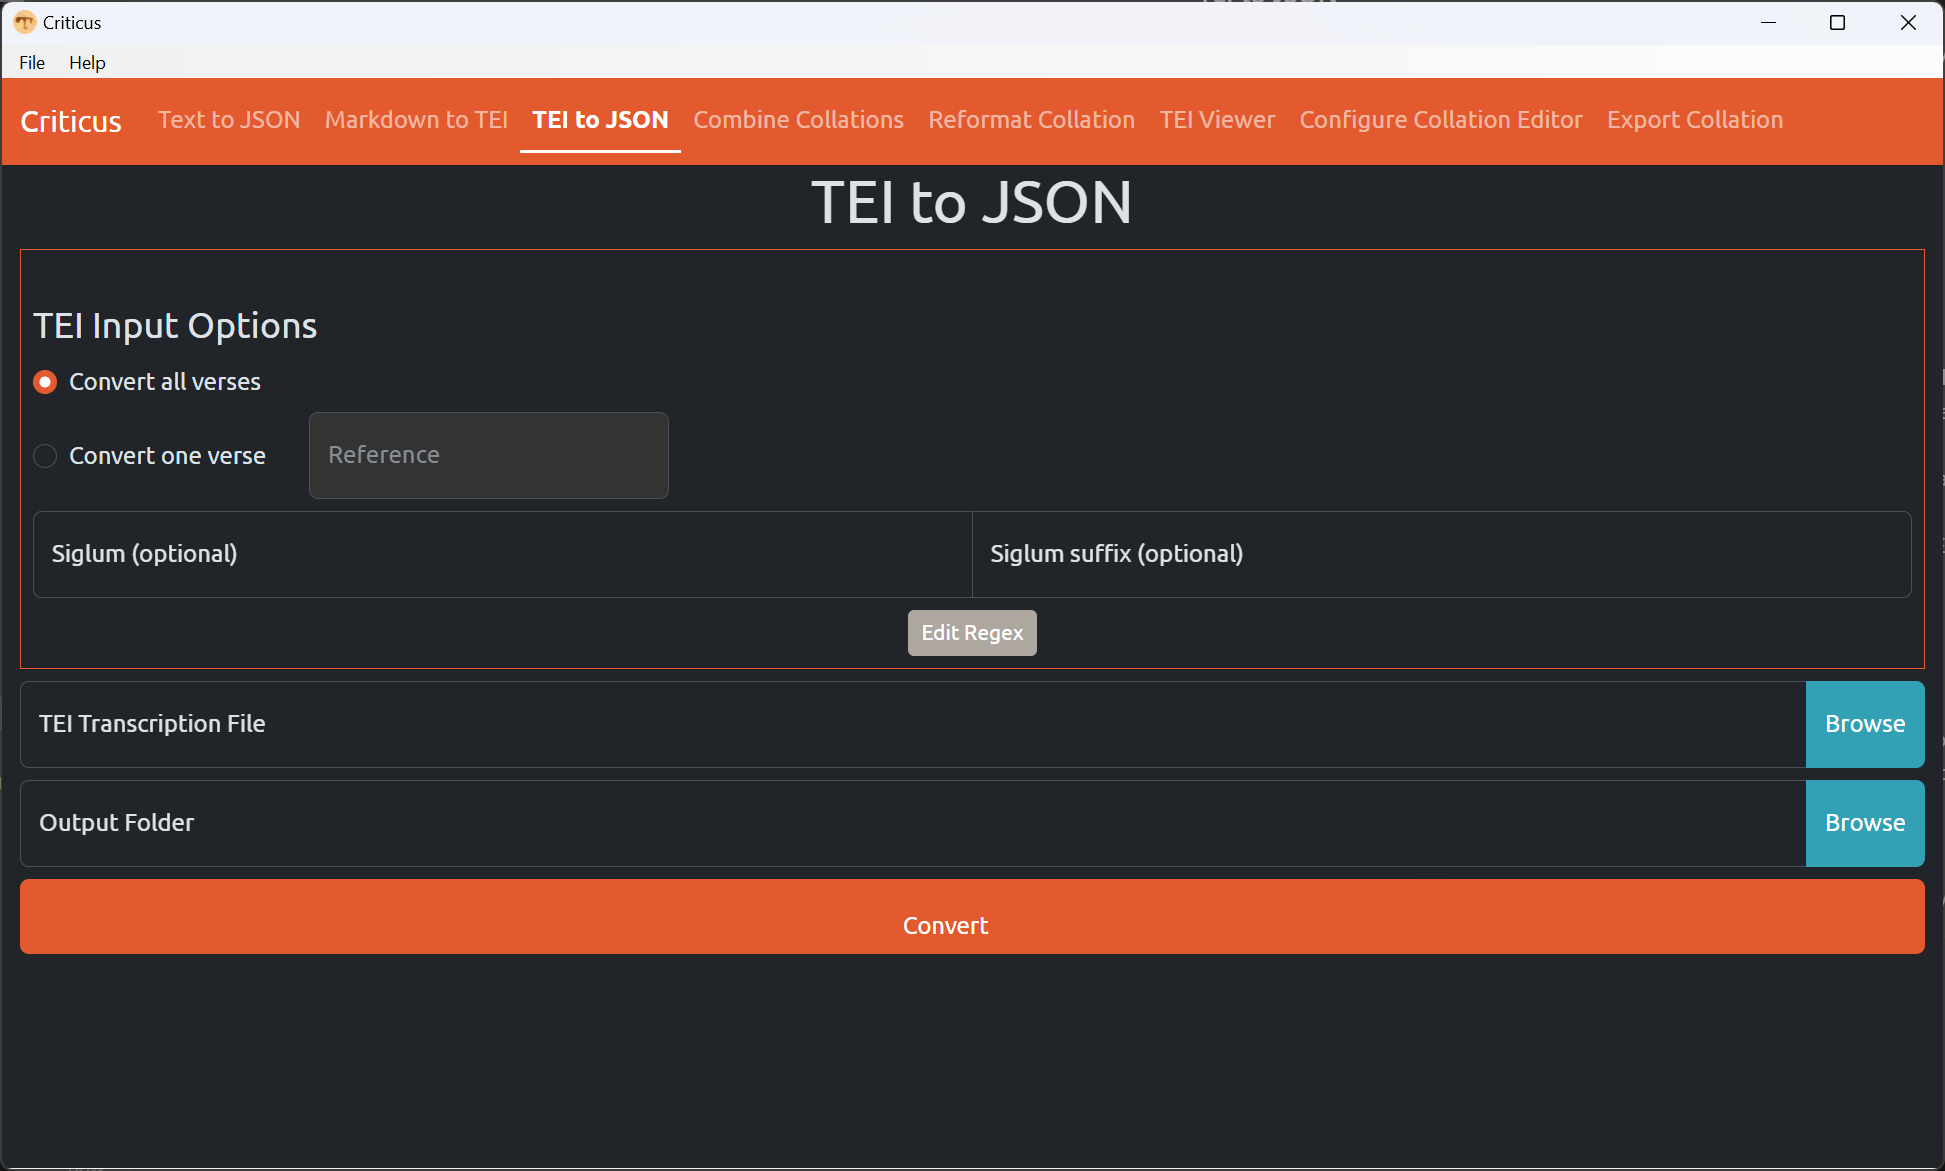 Criticus
File Help
Criticus Text to JSON Markdown to TEI TEI to JSON Combine Collations Reformat Collation TEI Viewer Configure Collation Editor Export Collation
TEI to JSON
TEI Input Options
Convert all verses
Convert one verse Reference
Siglum (optional) Siglum suffix (optional)
Edit Regex
TEI Transcription File Browse
Output Folder Browse
Convert